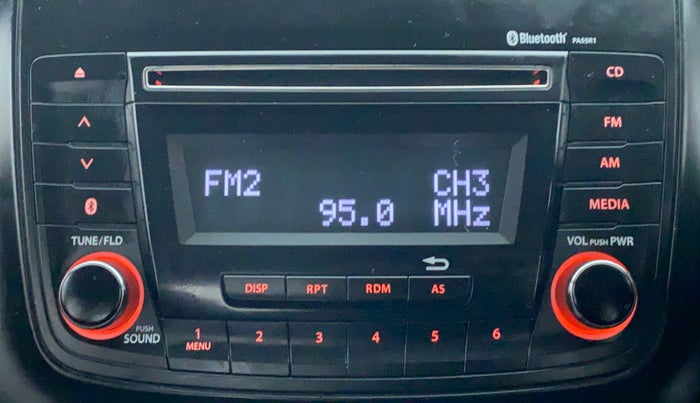 Bluetooth® PA55R1
CD
FM
AM
MEDIA
FM2 CH3
95.0 MHz
TUNE/FLD
VOL PUSH PWR
DISP RPT RDM AS
PUSH
SOUND
1 2 3 4 5 6
MENU